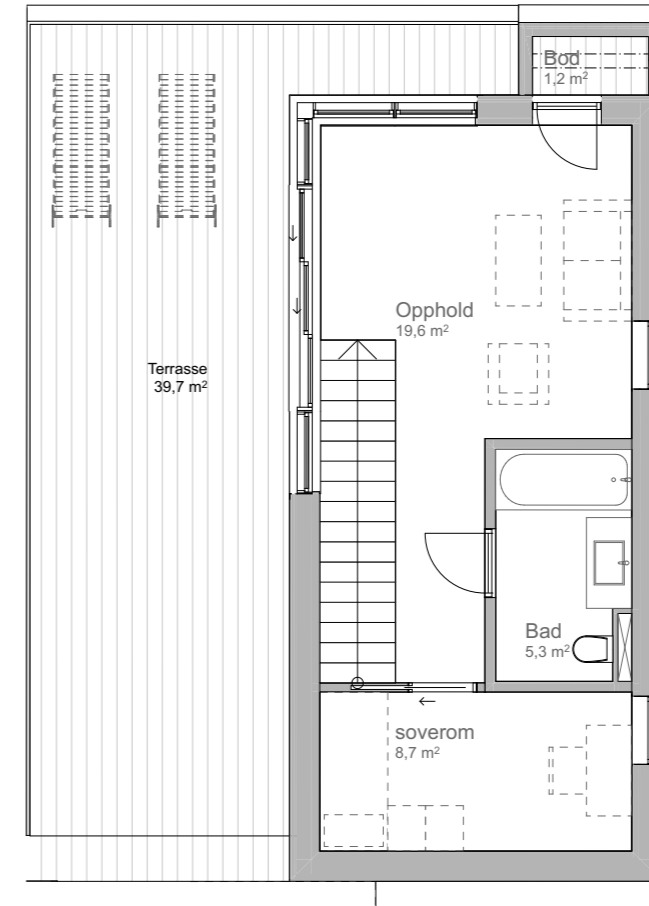 Bod
1,2 m²
Opphold
19,6 m²
Terrasse
39,7 m²
Bad
5,3 m²
soverom
8,7 m²